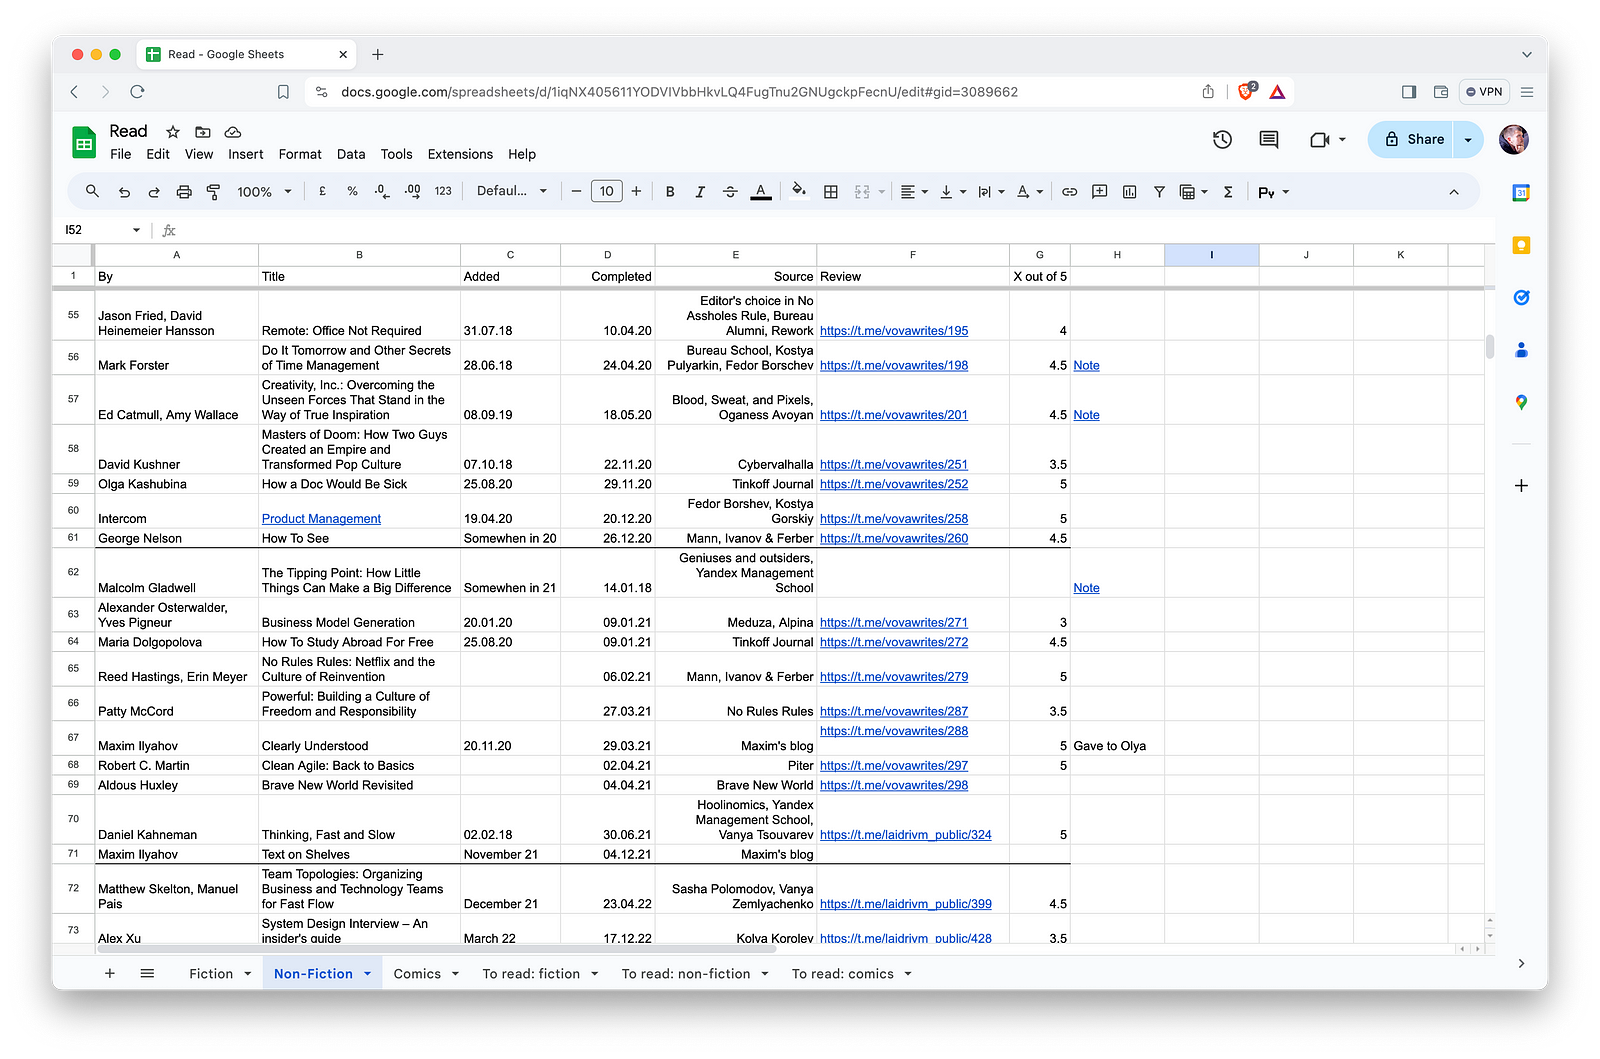 Read - Google Sheets
docs.google.com/spreadsheets/d/1iqNX405611YODVIVbbHkvLQ4FugTnu2GNUgckpFecnU/edit#gid=3089662
2
VPN
Read
File Edit View Insert Format Data Tools Extensions Help
Share
100% £ % .0 .00 123 Defaul... 10 B I S A A Σ Py
31
I52 fx
A B C D E F G H I J K
1 By Title Added Completed Source Review X out of 5
Editor's choice in No
55 Jason Fried, David Assholes Rule, Bureau
Heinemeier Hansson Remote: Office Not Required 31.07.18 10.04.20 Alumni, Rework https://t.me/vovawrites/195 4
56 Do It Tomorrow and Other Secrets Bureau School, Kostya
Mark Forster of Time Management 28.06.18 24.04.20 Pulyarkin, Fedor Borschev https://t.me/vovawrites/198 4.5 Note
Creativity, Inc.: Overcoming the
57 Unseen Forces That Stand in the Blood, Sweat, and Pixels,
Ed Catmull, Amy Wallace Way of True Inspiration 08.09.19 18.05.20 Oganess Avoyan https://t.me/vovawrites/201 4.5 Note
Masters of Doom: How Two Guys
58 Created an Empire and
David Kushner Transformed Pop Culture 07.10.18 22.11.20 Cybervalhalla https://t.me/vovawrites/251 3.5
59 Olga Kashubina How a Doc Would Be Sick 25.08.20 29.11.20 Tinkoff Journal https://t.me/vovawrites/252 5
60 Fedor Borshev, Kostya
Intercom Product Management 19.04.20 20.12.20 Gorskiy https://t.me/vovawrites/258 5
61 George Nelson How To See Somewhen in 20 26.12.20 Mann, Ivanov & Ferber https://t.me/vovawrites/260 4.5
Geniuses and outsiders,
62 The Tipping Point: How Little Yandex Management
Malcolm Gladwell Things Can Make a Big Difference Somewhen in 21 14.01.18 School Note
63 Alexander Osterwalder,
Yves Pigneur Business Model Generation 20.01.20 09.01.21 Meduza, Alpina https://t.me/vovawrites/271 3
64 Maria Dolgopolova How To Study Abroad For Free 25.08.20 09.01.21 Tinkoff Journal https://t.me/vovawrites/272 4.5
65 No Rules Rules: Netflix and the
Reed Hastings, Erin Meyer Culture of Reinvention 06.02.21 Mann, Ivanov & Ferber https://t.me/vovawrites/279 5
66 Powerful: Building a Culture of
Patty McCord Freedom and Responsibility 27.03.21 No Rules Rules https://t.me/vovawrites/287 3.5
67 https://t.me/vovawrites/288
Maxim Ilyahov Clearly Understood 20.11.20 29.03.21 Maxim's blog 5 Gave to Olya
68 Robert C. Martin Clean Agile: Back to Basics 02.04.21 Piter https://t.me/vovawrites/297 5
69 Aldous Huxley Brave New World Revisited 04.04.21 Brave New World https://t.me/vovawrites/298
Hoolinomics, Yandex
70 Management School,
Daniel Kahneman Thinking, Fast and Slow 02.02.18 30.06.21 Vanya Tsouvarev https://t.me/laidrivm_public/324 5
71 Maxim Ilyahov Text on Shelves November 21 04.12.21 Maxim's blog
Team Topologies: Organizing
72 Matthew Skelton, Manuel Business and Technology Teams Sasha Polomodov, Vanya
Pais for Fast Flow December 21 23.04.22 Zemlyachenko https://t.me/laidrivm_public/399 4.5
73 System Design Interview – An
Alex Xu insider's guide March 22 17.12.22 Kolya Korolev https://t.me/laidrivm_public/428 3.5
Fiction Non-Fiction Comics To read: fiction To read: non-fiction To read: comics